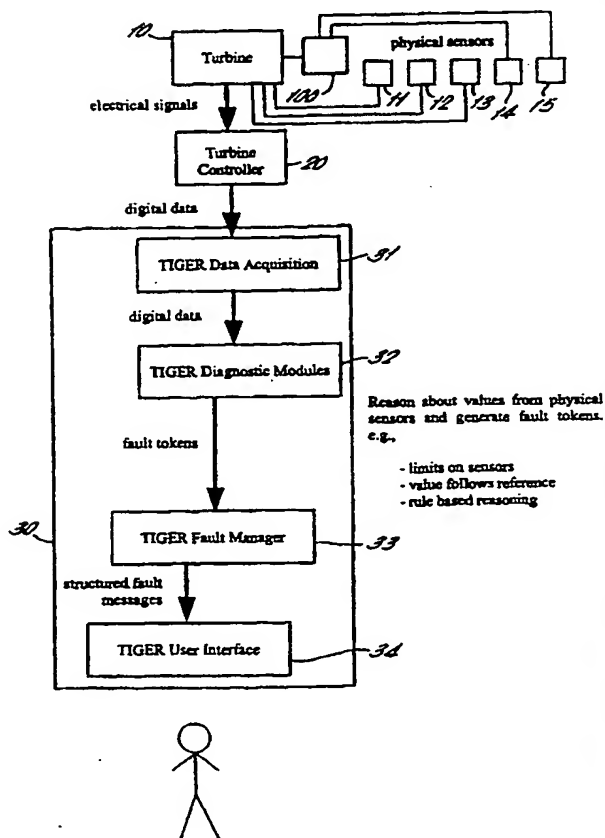 10
Turbine
physical sensors
100
11
12
13
14
15
electrical signals
Turbine
Controller
20
digital data
TIGER Data Acquisition
31
digital data
TIGER Diagnostic Modules
32
Reason about values from physical
sensors and generate fault tokens.
e.g.,
- limits on sensors
- value follows reference
- rule based reasoning
fault tokens
30
TIGER Fault Manager
33
structured fault
messages
TIGER User Interface
34